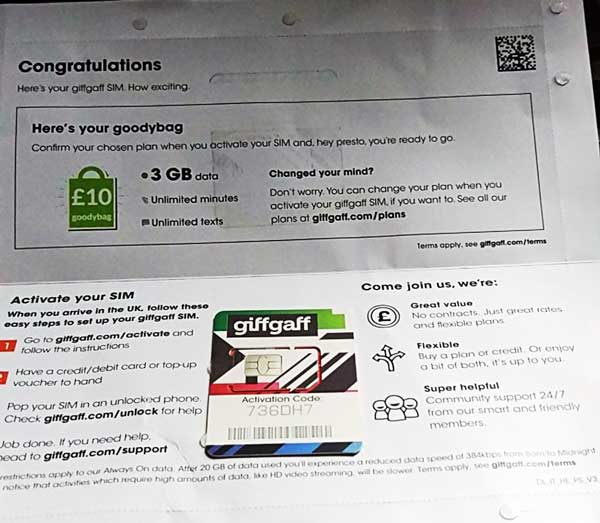 Congratulations
Here's your giffgaff SIM. How exciting.
Here's your goodybag
Confirm your chosen plan when you activate your SIM and, hey presto, you're ready to go.
£10
goodybag
3 GB data
Unlimited minutes
Unlimited texts
Changed your mind?
Don't worry. You can change your plan when you
activate your giffgaff SIM, if you want to. See all our
plans at giffgaff.com/plans
Terms apply, see giffgaff.com/terms
Activate your SIM
When you arrive in the UK, follow these
easy steps to set up your giffgaff SIM.
1 Go to giffgaff.com/activate and
follow the instructions
Have a credit/debit card or top-up
voucher to hand
Pop your SIM in an unlocked phone.
Check giffgaff.com/unlock for help
Job done. If you need help,
head to giffgaff.com/support
giffgaff
Activation Code:
736DH7
Come join us, we're:
£
Great value
No contracts. Just great rates
and flexible plans
Flexible
Buy a plan or credit. Or enjoy
a bit of both, it's up to you.
Super helpful
Community support 24/7
from our smart and friendly
members.
restrictions apply to our Always On data. After 20 GB of data used you'll experience a reduced data speed of 384kbps from 8am to Midnight.
notice that activities which require high amounts of data, like HD video streaming, will be slower. Terms apply, see giffgaff.com/terms